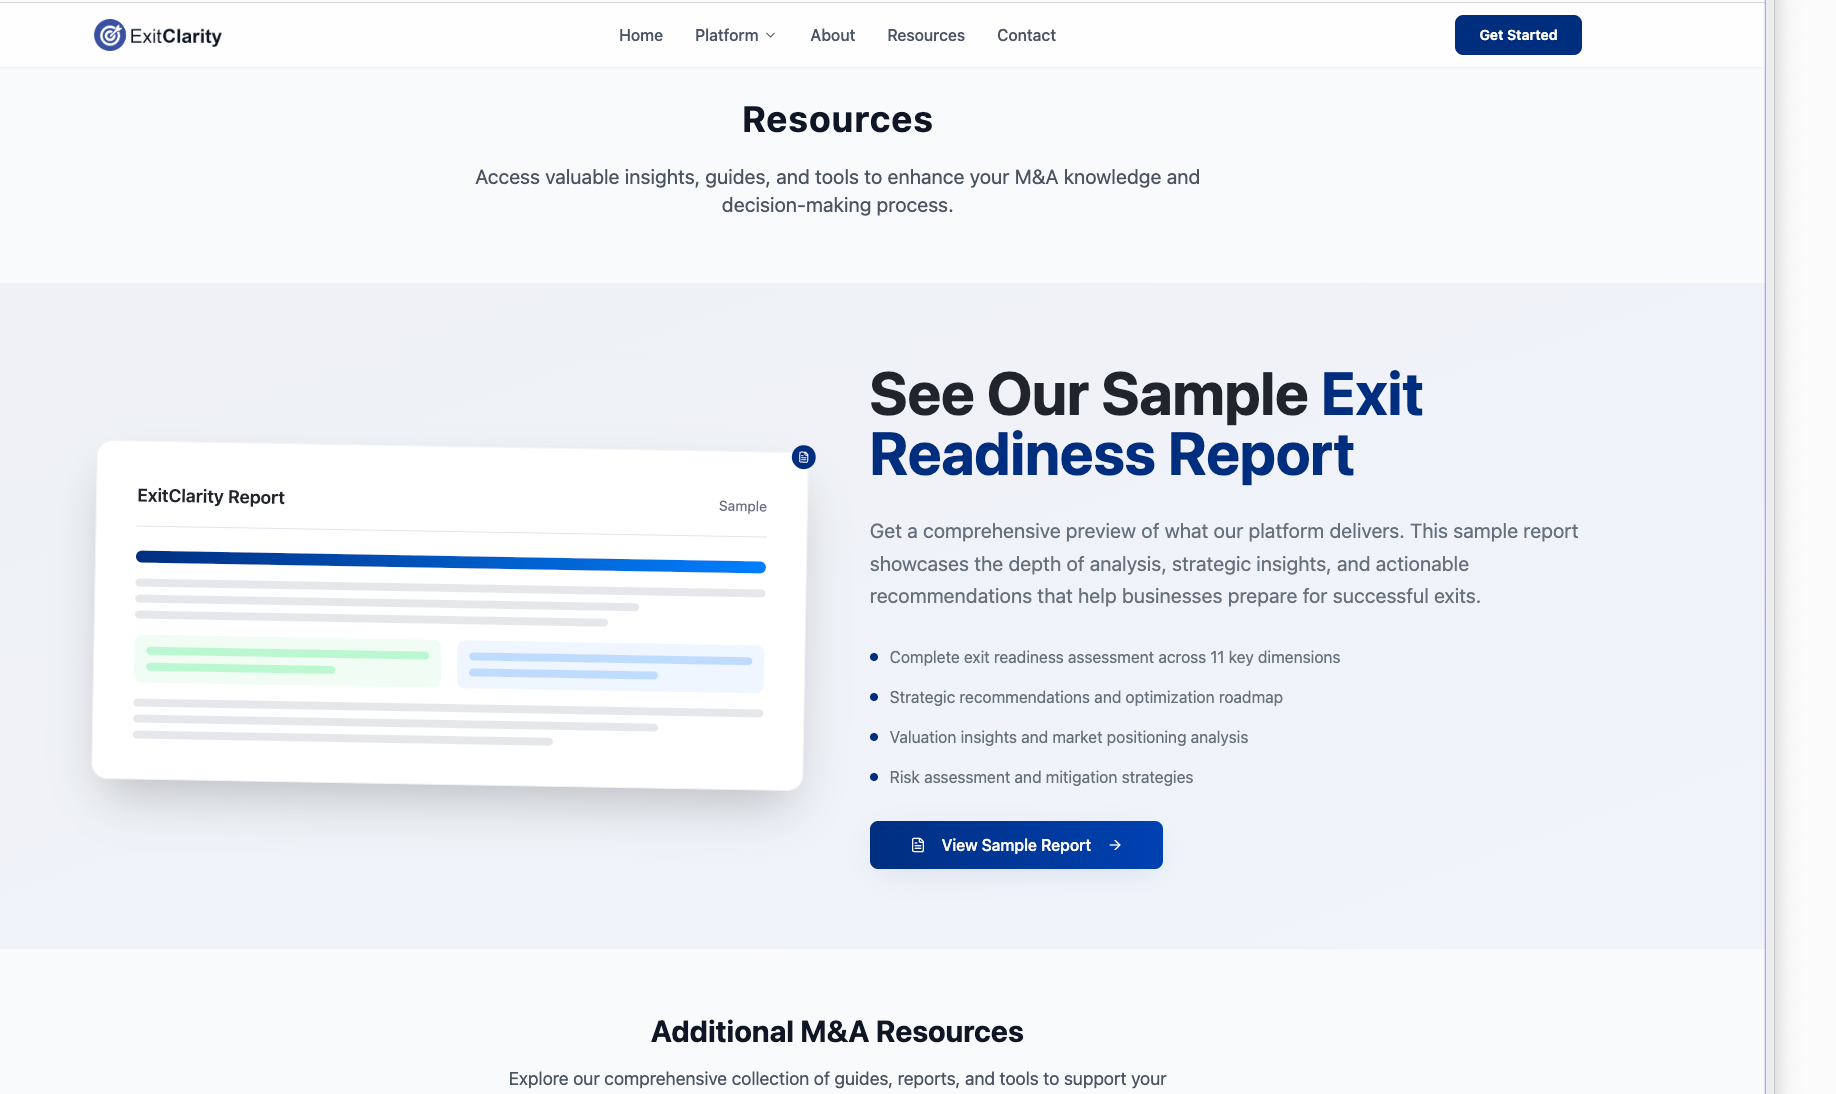 ExitClarity
Home
Platform
About
Resources
Contact
Get Started
Resources
Access valuable insights, guides, and tools to enhance your M&A knowledge and
decision-making process.
ExitClarity Report
Sample
See Our Sample Exit
Readiness Report
Get a comprehensive preview of what our platform delivers. This sample report
showcases the depth of analysis, strategic insights, and actionable
recommendations that help businesses prepare for successful exits.
Complete exit readiness assessment across 11 key dimensions
Strategic recommendations and optimization roadmap
Valuation insights and market positioning analysis
Risk assessment and mitigation strategies
View Sample Report
Additional M&A Resources
Explore our comprehensive collection of guides, reports, and tools to support your